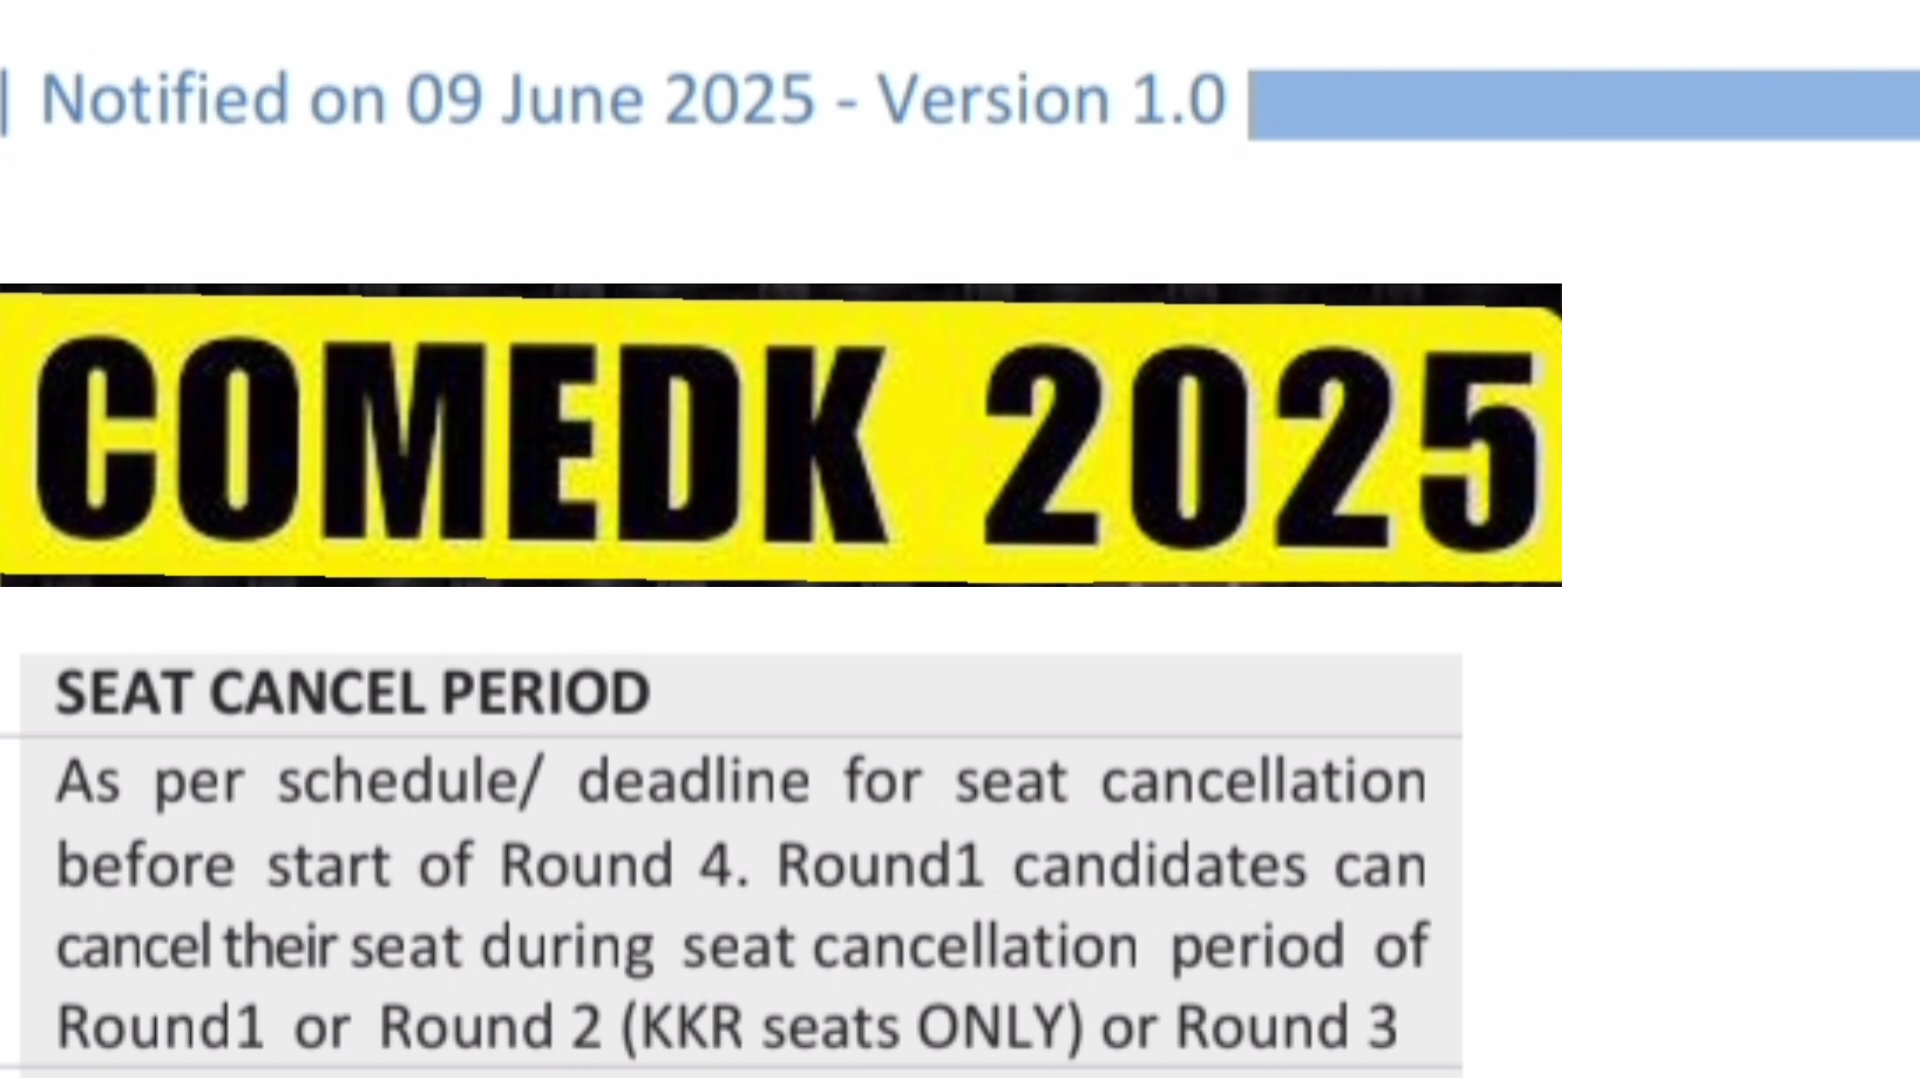 | Notified on 09 June 2025 - Version 1.0
COMEDK 2025
SEAT CANCEL PERIOD
As per schedule/ deadline for seat cancellation
before start of Round 4. Round1 candidates can
cancel their seat during seat cancellation period of
Round1 or Round 2 (KKR seats ONLY) or Round 3